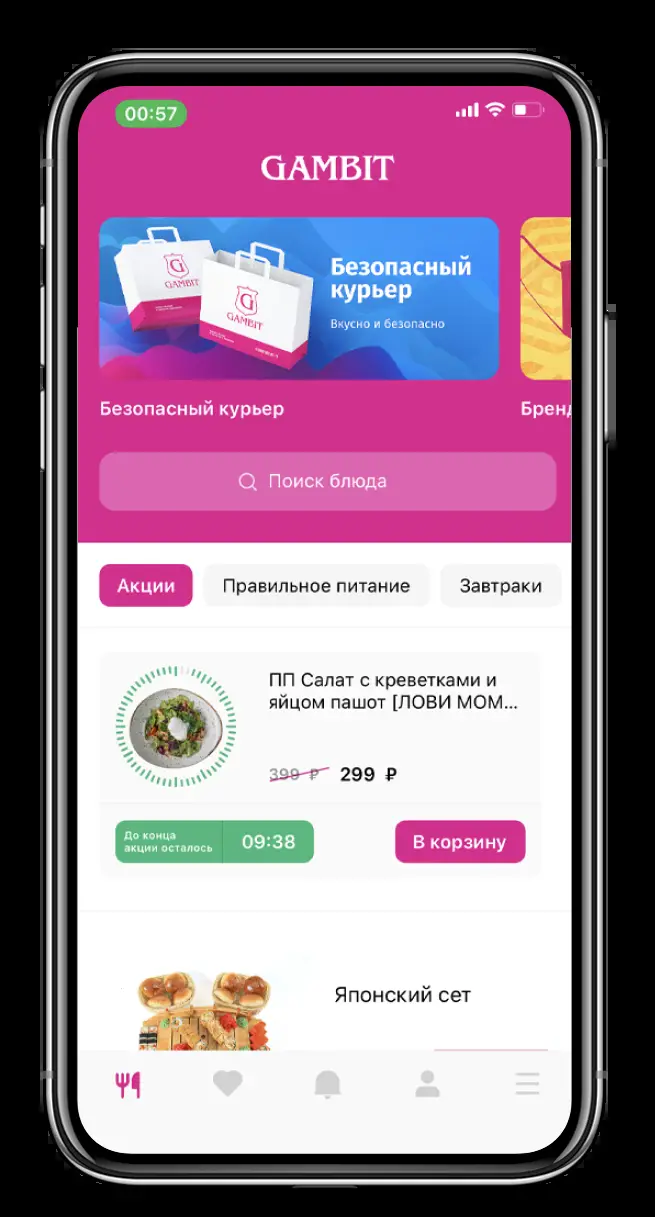 00:57
GAMBIT
G
GAMBIT
G
GAMBIT
Безопасный
курьер
Вкусно и безопасно
Безопасный курьер
Бренд
Поиск блюда
Акции
Правильное питание
Завтраки
ПП Салат с креветками и
яйцом пашот [ЛОВИ МОМ...
399 ₽
299 ₽
До конца
акции осталось
09:38
В корзину
Японский сет